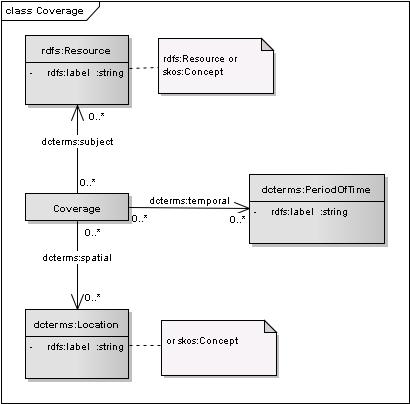 class Coverage
rdfs:Resource
- rdfs:label :string
rdfs:Resource or
skos:Concept
0..*
dcterms:subject
0..*
Coverage
dcterms:temporal
0..*
0..*
dcterms:PeriodOfTime
- rdfs:label :string
0..*
dcterms:spatial
0..*
dcterms:Location
- rdfs:label :string
or skos:Concept